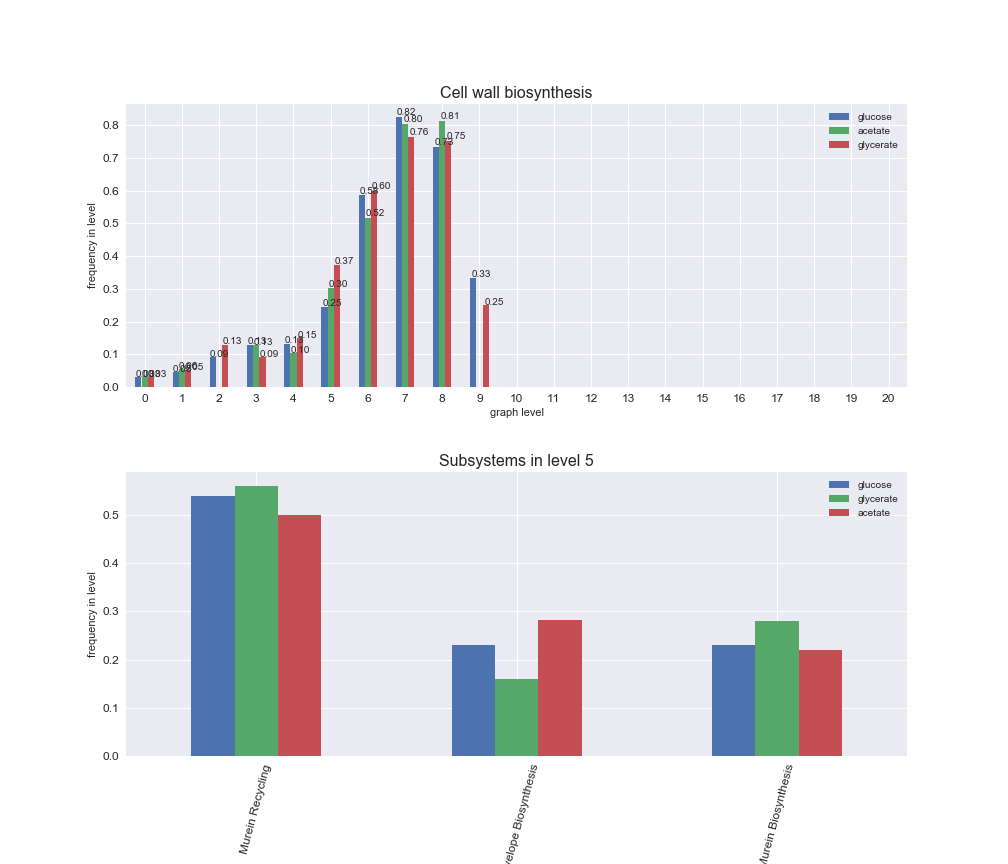 Cell wall biosynthesis
glucose
acetate
glycerate
frequency in level
0.8
0.7
0.6
0.5
0.4
0.3
0.2
0.1
0.0
0.09
0.13
0.13
0.13
0.09
0.13
0.10
0.15
0.25
0.30
0.37
0.52
0.60
0.82
0.80
0.76
0.73
0.81
0.75
0.33
0.25
0 1 2 3 4 5 6 7 8 9 10 11 12 13 14 15 16 17 18 19 20
graph level
Subsystems in level 5
glucose
glycerate
acetate
frequency in level
0.5
0.4
0.3
0.2
0.1
0.0
Murein Recycling
velope Biosynthesis
Murein Biosynthesis